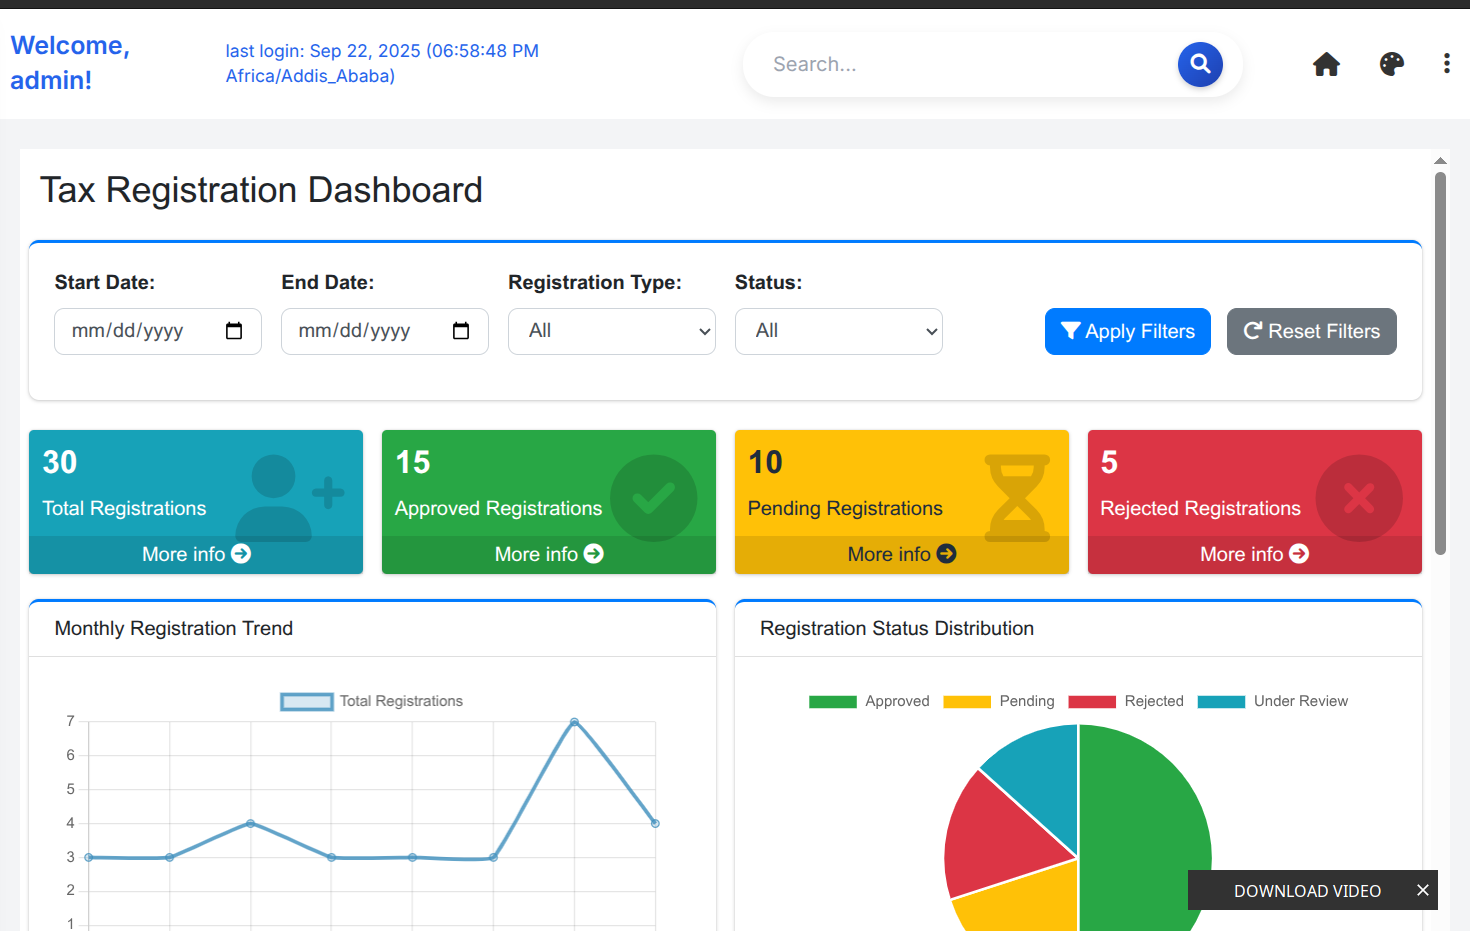 Welcome,
admin!
last login: Sep 22, 2025 (06:58:48 PM
Africa/Addis_Ababa)
Search...
Tax Registration Dashboard
Start Date:
End Date:
Registration Type:
Status:
mm/dd/yyyy
mm/dd/yyyy
All
All
Apply Filters
Reset Filters
30
Total Registrations
More info
15
Approved Registrations
More info
10
Pending Registrations
More info
5
Rejected Registrations
More info
Monthly Registration Trend
Total Registrations
7
6
5
4
3
2
1
Registration Status Distribution
Approved
Pending
Rejected
Under Review
DOWNLOAD VIDEO